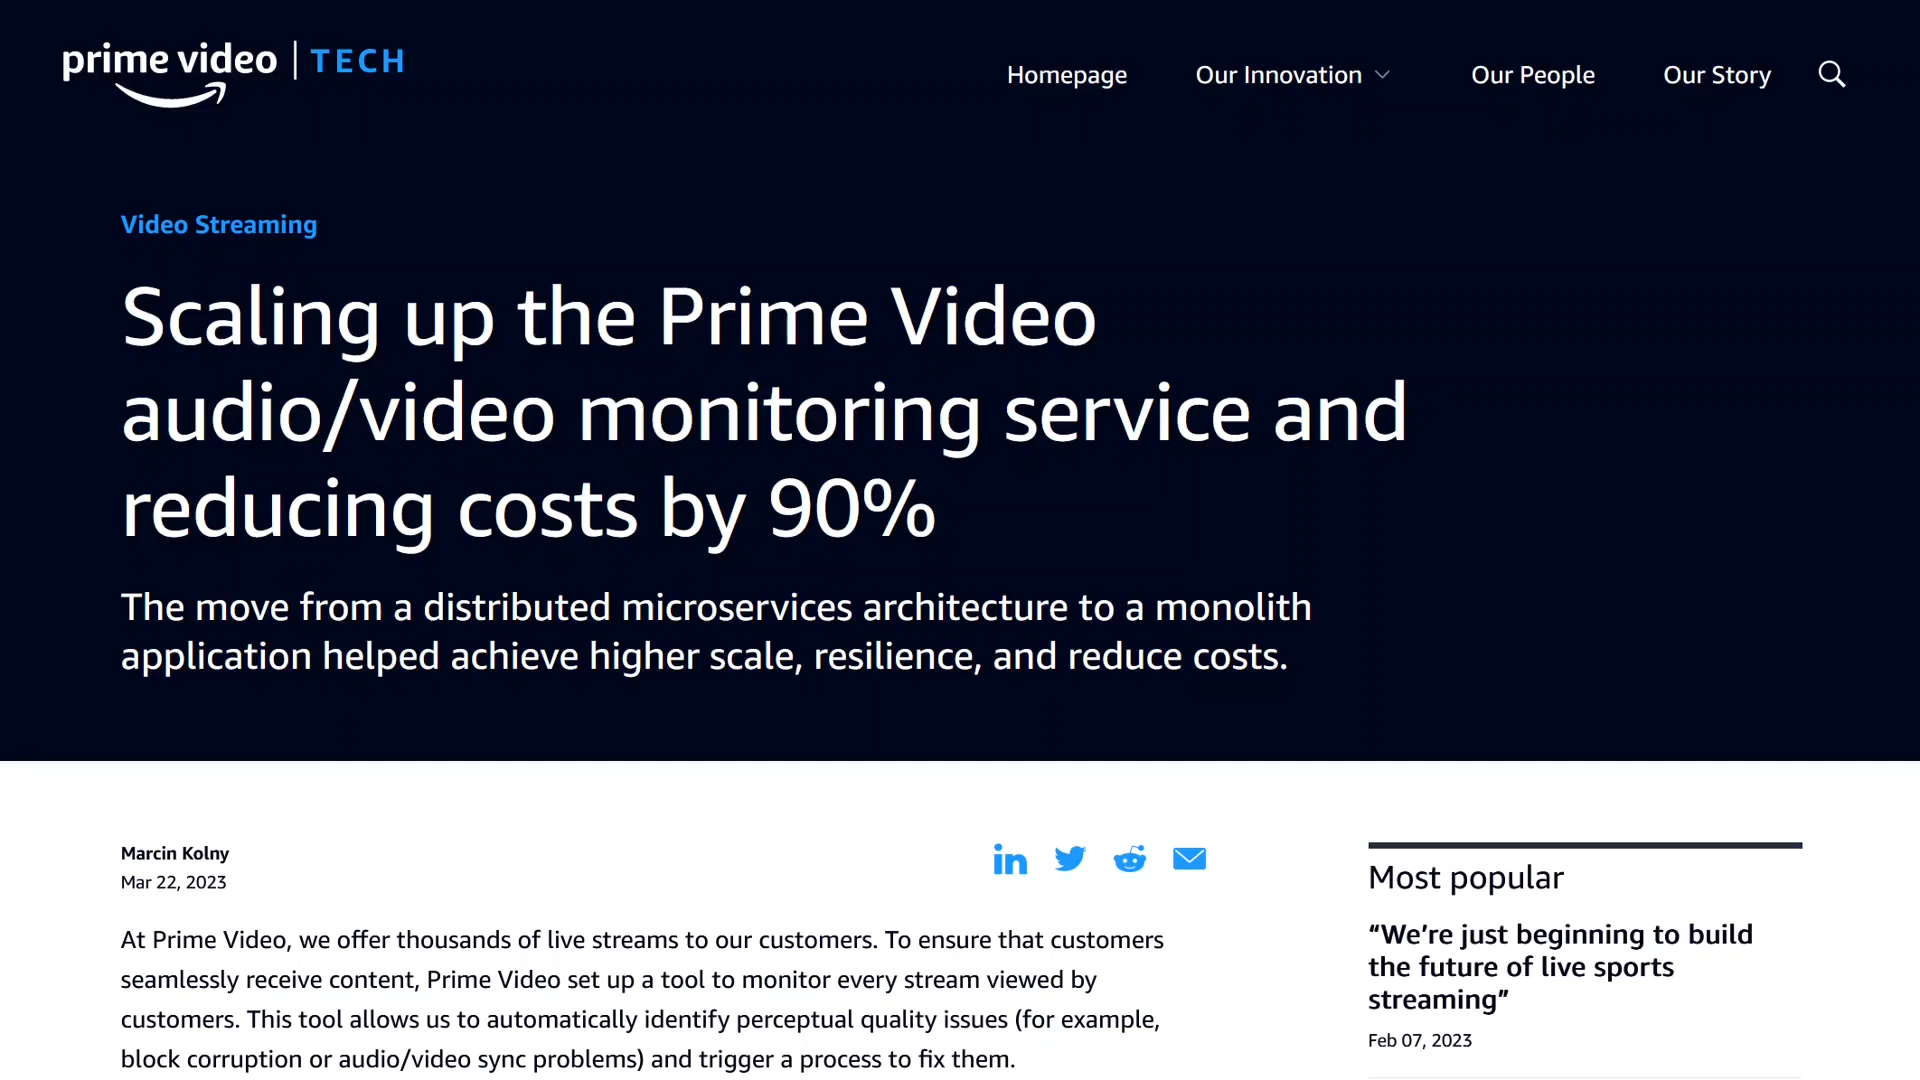 prime video | TECH
Homepage
Our Innovation
Our People
Our Story
Video Streaming
Scaling up the Prime Video
audio/video monitoring service and
reducing costs by 90%
The move from a distributed microservices architecture to a monolith
application helped achieve higher scale, resilience, and reduce costs.
Marcin Kolny
Mar 22, 2023
in
At Prime Video, we offer thousands of live streams to our customers. To ensure that customers
seamlessly receive content, Prime Video set up a tool to monitor every stream viewed by
customers. This tool allows us to automatically identify perceptual quality issues (for example,
block corruption or audio/video sync problems) and trigger a process to fix them.
Most popular
“We’re just beginning to build
the future of live sports
streaming”
Feb 07, 2023